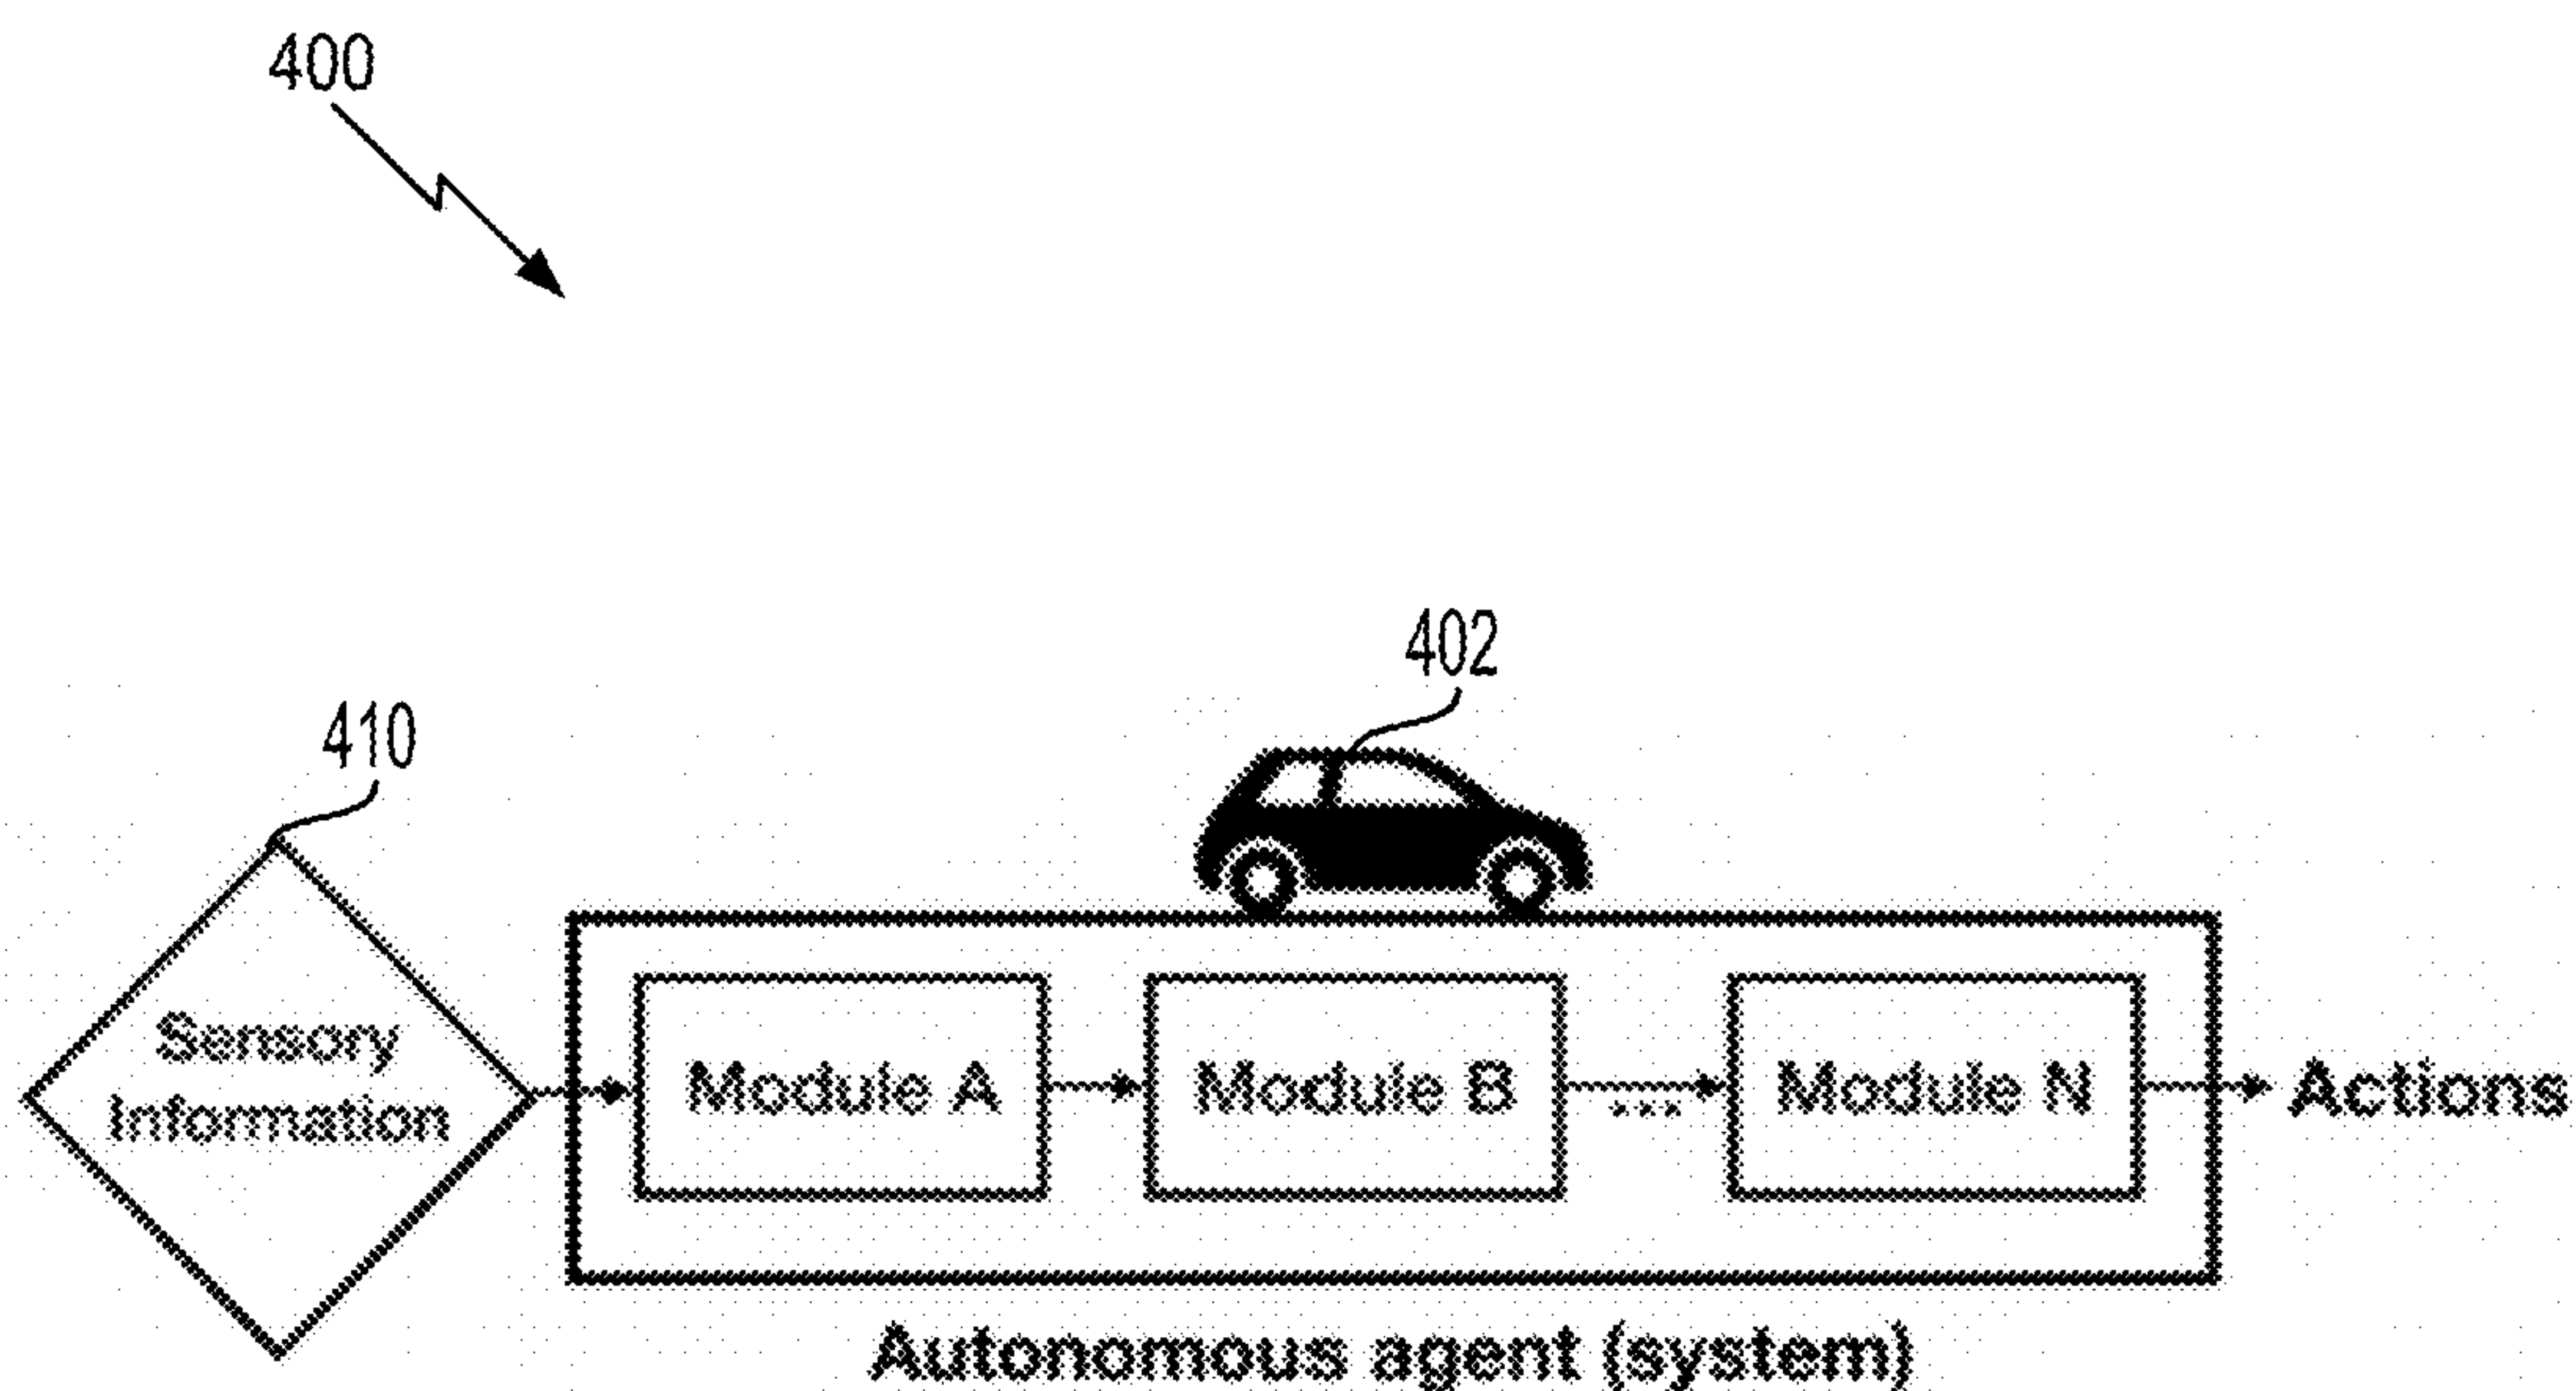 400
402
410
Sensory
Information
Module A
Module B
...
Module N
Actions
Autonomous agent (system)